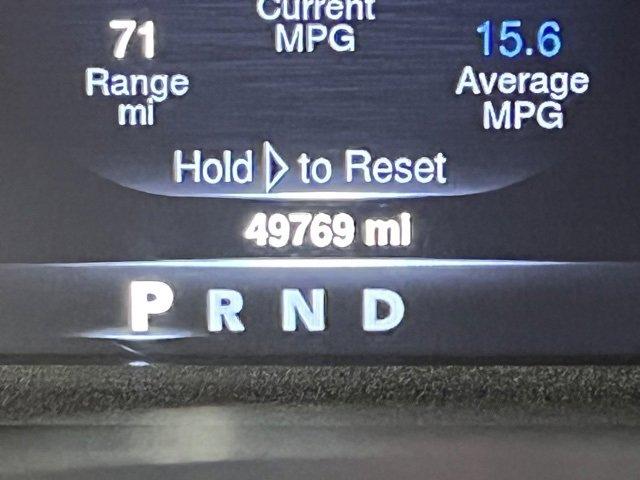 Current
71 MPG 15.6
Range Average
mi MPG
Hold to Reset
49769 mi
P R N D